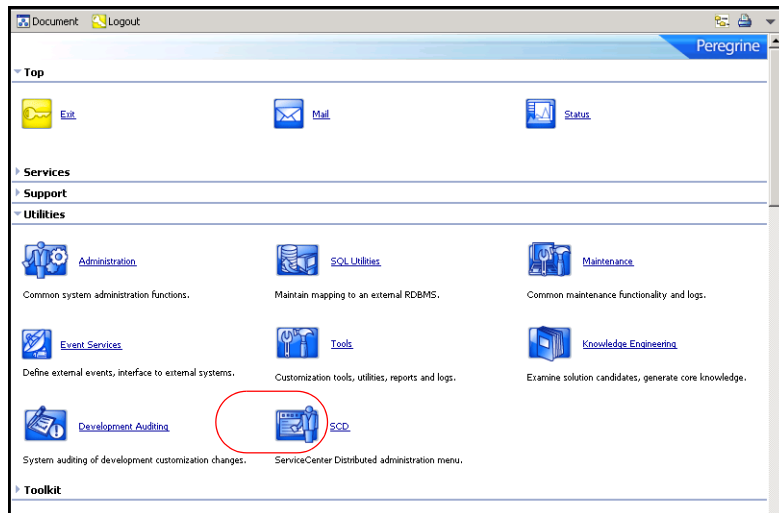 Document Logout
Peregrine
Top
Exit Mail Status
Services
Support
Utilities
Administration SQL Utilities Maintenance
Common system administration functions. Maintain mapping to an external RDBMS. Common maintenance functionality and logs.
Event Services Tools Knowledge Engineering
Define external events, interface to external systems. Customization tools, utilities, reports and logs. Examine solution candidates, generate core knowledge.
Development Auditing SCD
System auditing of development customization changes. ServiceCenter Distributed administration menu.
Toolkit